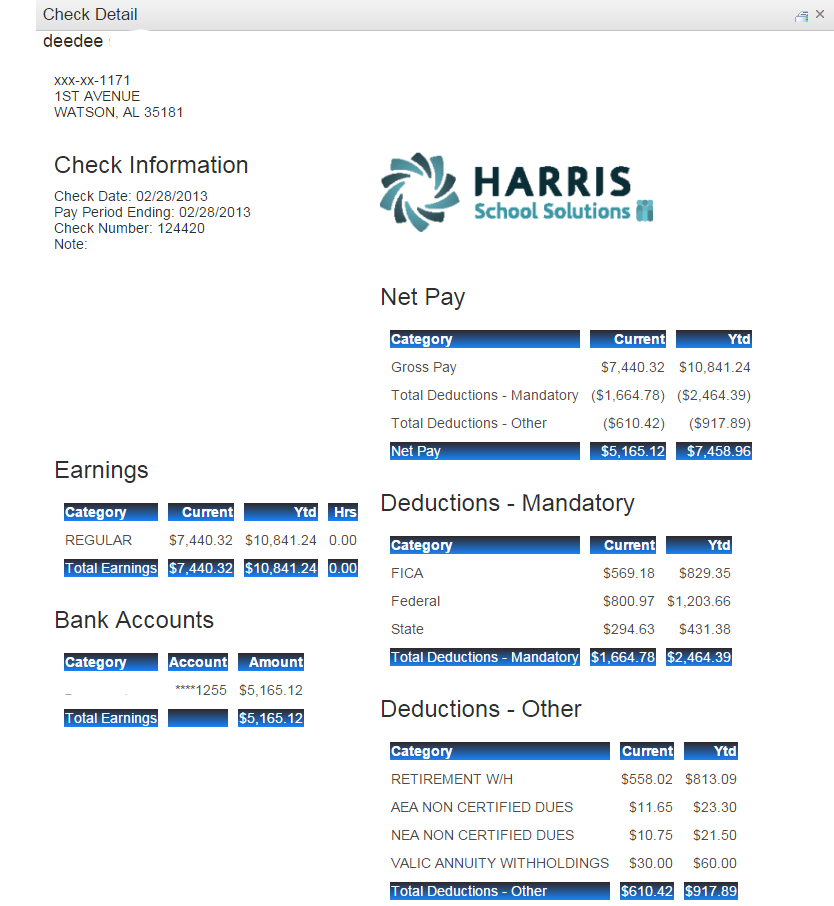 Check Detail
deedee
xxx-xx-1171
1ST AVENUE
WATSON, AL 35181
Check Information
Check Date: 02/28/2013
Pay Period Ending: 02/28/2013
Check Number: 124420
Note:
HARRIS
School Solutions
Net Pay
Category Current Ytd
Gross Pay $7,440.32 $10,841.24
Total Deductions - Mandatory ($1,664.78) ($2,464.39)
Total Deductions - Other ($610.42) ($917.89)
Net Pay $5,165.12 $7,458.96
Earnings
Category Current Ytd Hrs
REGULAR $7,440.32 $10,841.24 0.00
Total Earnings $7,440.32 $10,841.24 0.00
Bank Accounts
Category Account Amount
****1255 $5,165.12
Total Earnings $5,165.12
Deductions - Mandatory
Category Current Ytd
FICA $569.18 $829.35
Federal $800.97 $1,203.66
State $294.63 $431.38
Total Deductions - Mandatory $1,664.78 $2,464.39
Deductions - Other
Category Current Ytd
RETIREMENT W/H $558.02 $813.09
AEA NON CERTIFIED DUES $11.65 $23.30
NEA NON CERTIFIED DUES $10.75 $21.50
VALIC ANNUITY WITHHOLDINGS $30.00 $60.00
Total Deductions - Other $610.42 $917.89